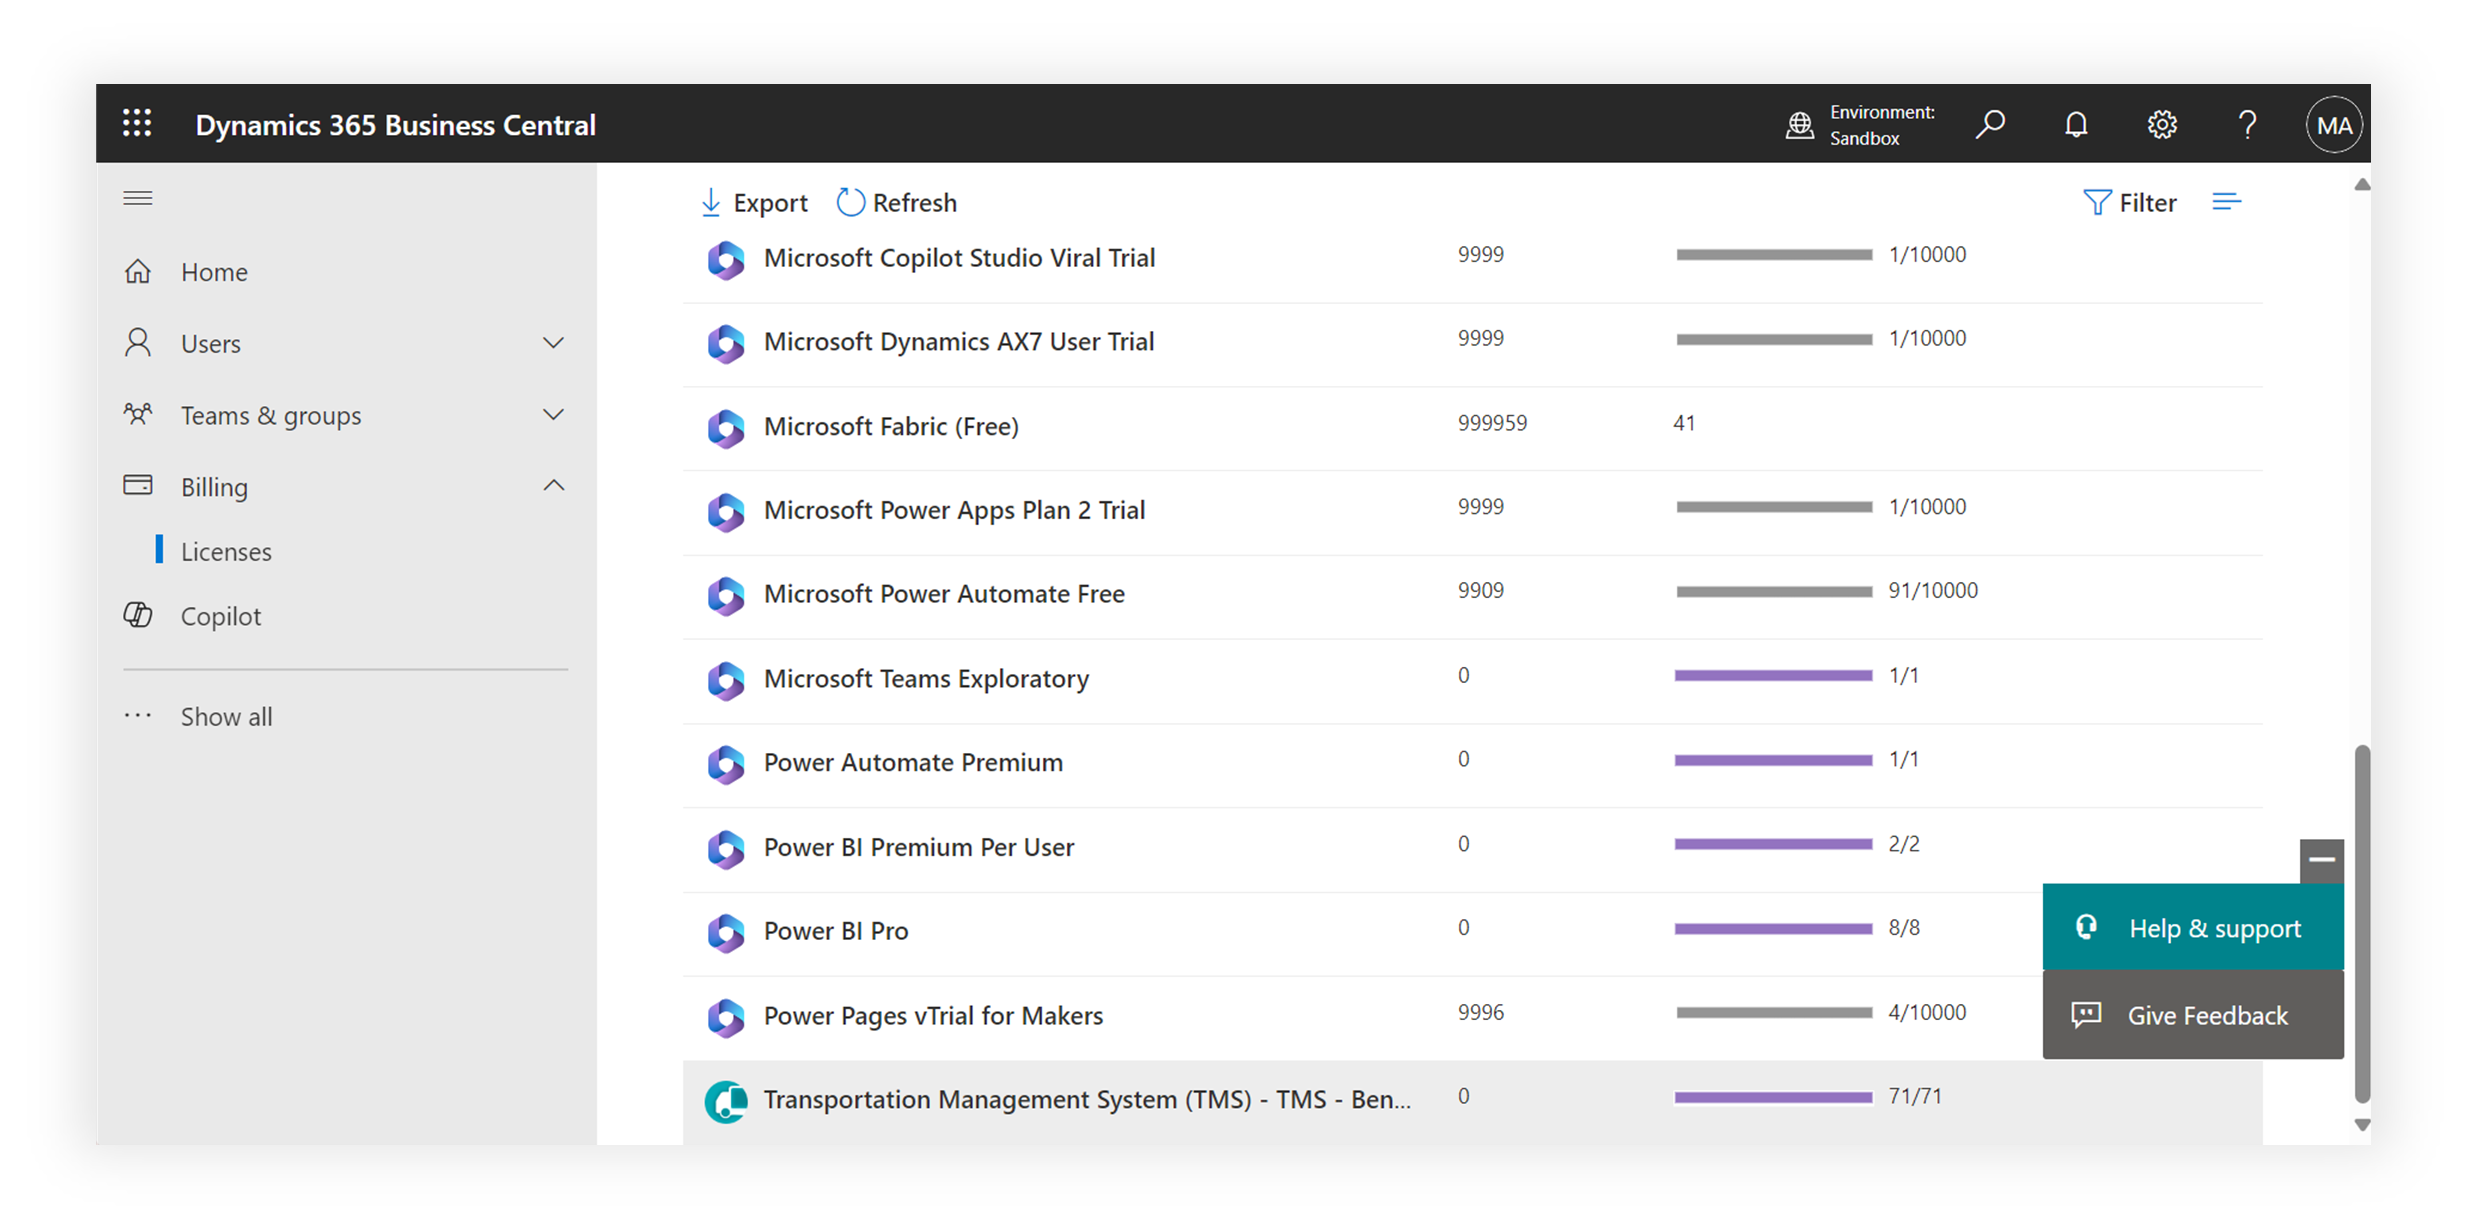 Dynamics 365 Business Central
Environment:
Sandbox
?
MA
Home
Users
Teams & groups
Billing
Licenses
Copilot
Show all
Export
Refresh
Filter
Microsoft Copilot Studio Viral Trial 9999 1/10000
Microsoft Dynamics AX7 User Trial 9999 1/10000
Microsoft Fabric (Free) 999959 41
Microsoft Power Apps Plan 2 Trial 9999 1/10000
Microsoft Power Automate Free 9909 91/10000
Microsoft Teams Exploratory 0 1/1
Power Automate Premium 0 1/1
Power BI Premium Per User 0 2/2
Power BI Pro 0 8/8
Power Pages vTrial for Makers 9996 4/10000
Transportation Management System (TMS) - TMS - Ben... 0 71/71
Help & support
Give Feedback